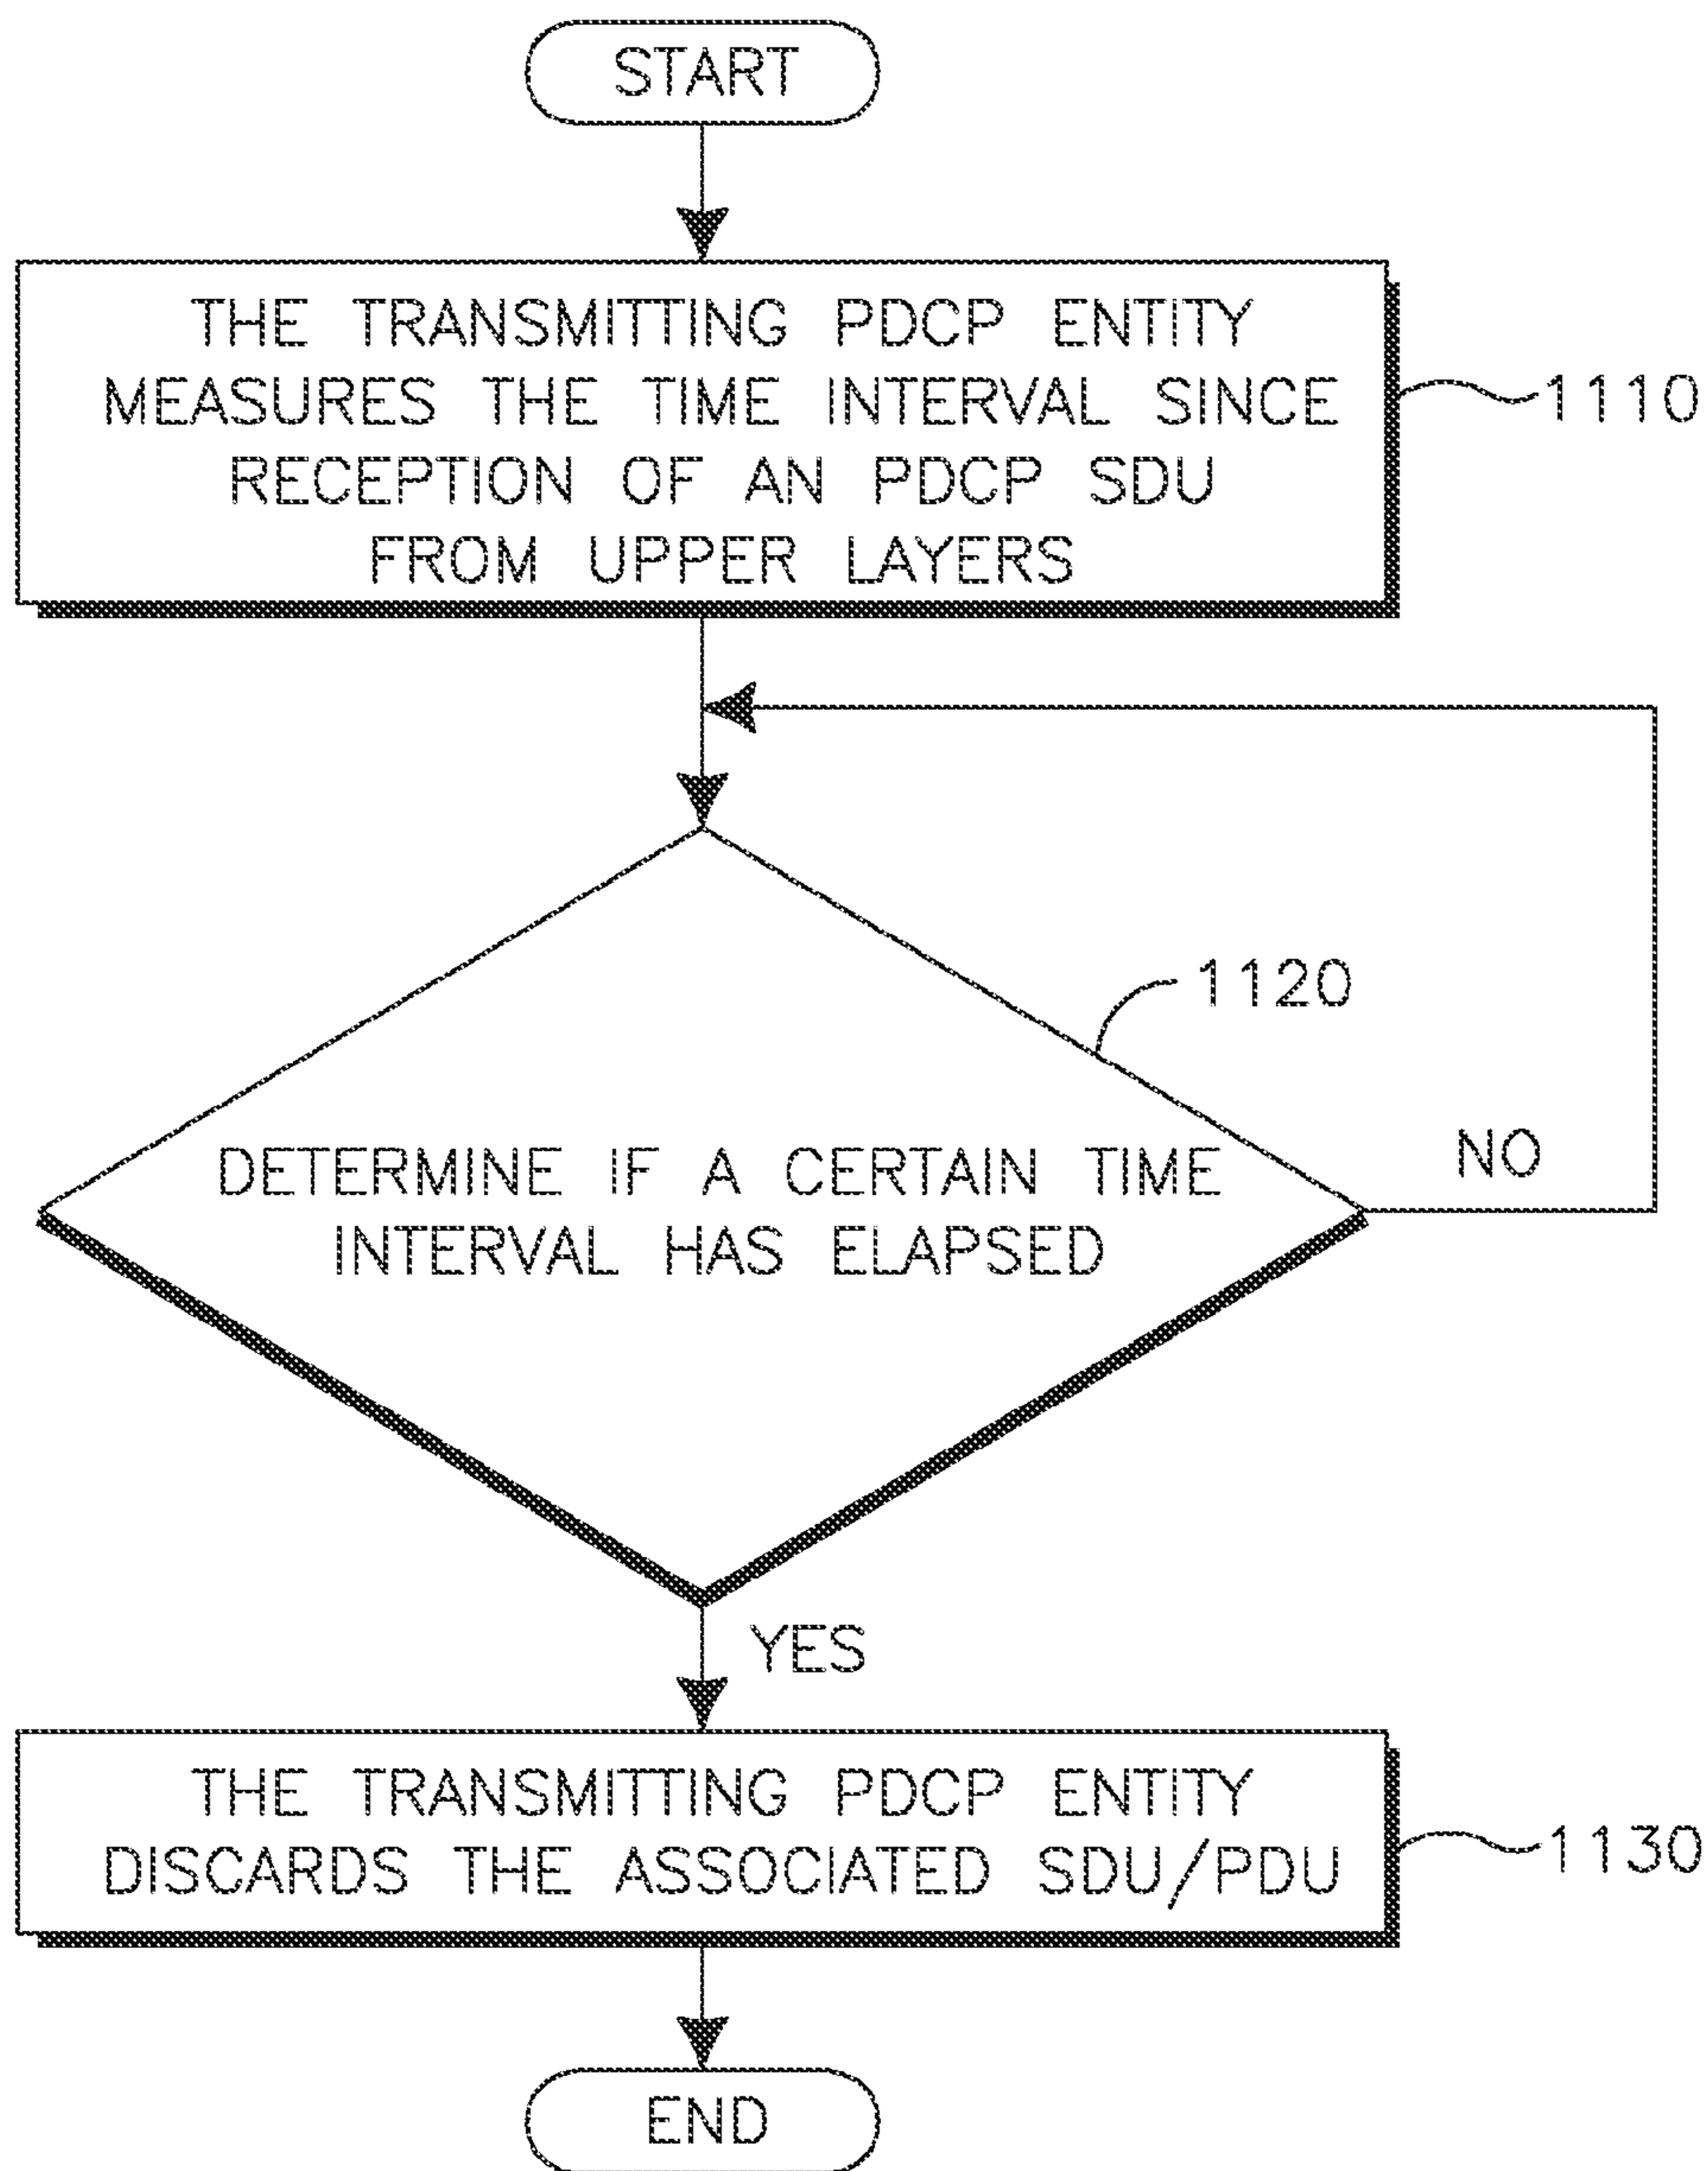 START
THE TRANSMITTING PDCP ENTITY
MEASURES THE TIME INTERVAL SINCE
RECEPTION OF AN PDCP SDU
FROM UPPER LAYERS
1110
1120
DETERMINE IF A CERTAIN TIME
INTERVAL HAS ELAPSED
NO
YES
THE TRANSMITTING PDCP ENTITY
DISCARDS THE ASSOCIATED SDU/PDU
1130
END